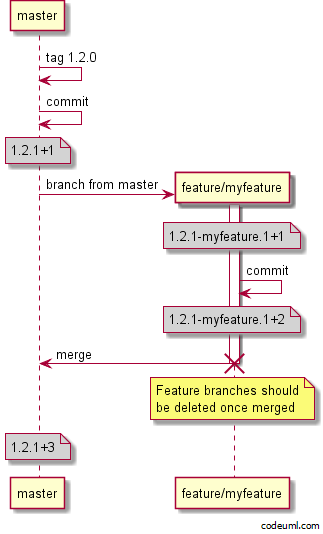 master
tag 1.2.0
commit
1.2.1+1
branch from master
feature/myfeature
1.2.1-myfeature.1+1
commit
1.2.1-myfeature.1+2
merge
Feature branches should
be deleted once merged
1.2.1+3
master
feature/myfeature
codeuml.com